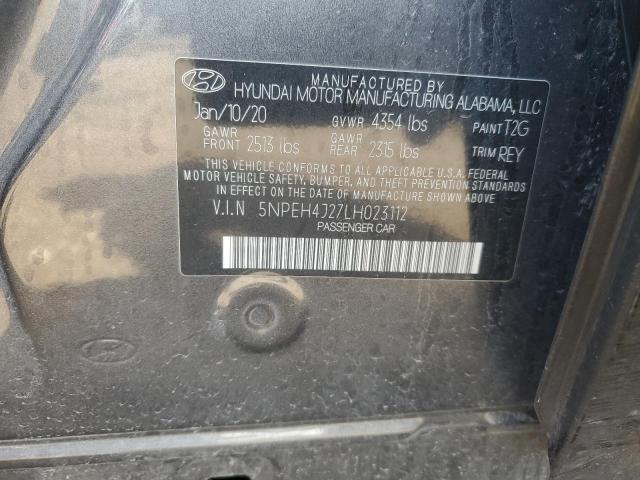 MANUFACTURED BY
HYUNDAI MOTOR MANUFACTURING ALABAMA, LLC
Jan/10/20 GVWR 4354 lbs PAINT T2G
GAWR FRONT 2513 lbs GAWR REAR 2315 lbs TRIM REY
THIS VEHICLE CONFORMS TO ALL APPLICABLE U.S.A. FEDERAL
MOTOR VEHICLE SAFETY, BUMPER, AND THEFT PREVENTION STANDARDS
IN EFFECT ON THE DATE OF MANUFACTURE SHOWN ABOVE.
V.I.N 5NPEH4J27LH023112
PASSENGER CAR